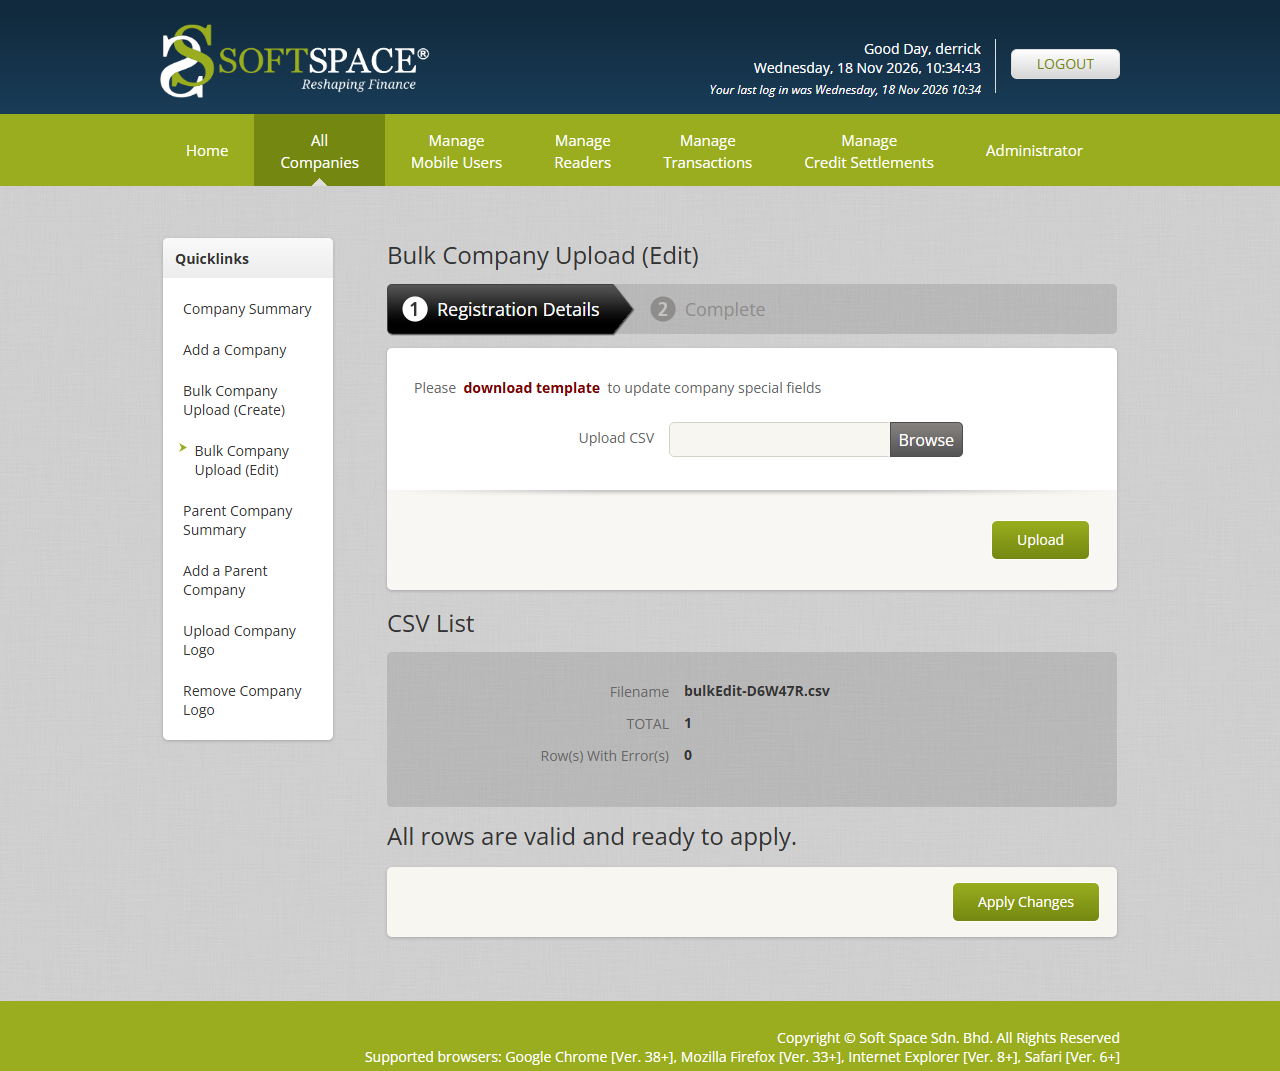 SOFTSPACE®
Reshaping Finance
Good Day, derrick
Wednesday, 18 Nov 2026, 10:34:43
Your last log in was Wednesday, 18 Nov 2026 10:34
LOGOUT
Home
All
Companies
Manage
Mobile Users
Manage
Readers
Manage
Transactions
Manage
Credit Settlements
Administrator
Quicklinks
Company Summary
Add a Company
Bulk Company
Upload (Create)
Bulk Company
Upload (Edit)
Parent Company
Summary
Add a Parent
Company
Upload Company
Logo
Remove Company
Logo
Bulk Company Upload (Edit)
1 Registration Details
2 Complete
Please download template to update company special fields
Upload CSV
Browse
Upload
CSV List
Filename bulkEdit-D6W47R.csv
TOTAL 1
Row(s) With Error(s) 0
All rows are valid and ready to apply.
Apply Changes
Copyright © Soft Space Sdn. Bhd. All Rights Reserved
Supported browsers: Google Chrome [Ver. 38+], Mozilla Firefox [Ver. 33+], Internet Explorer [Ver. 8+], Safari [Ver. 6+]